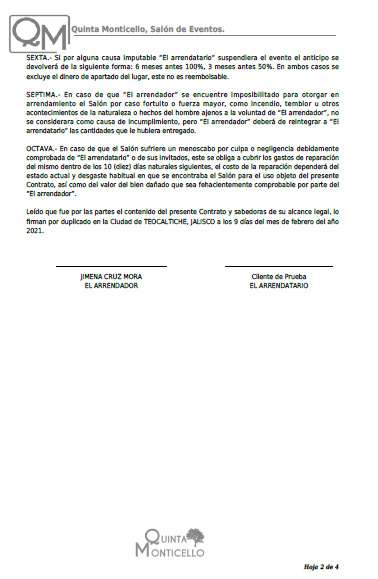 QM
Quinta Monticello, Salón de Eventos.
SEXTA.- Si por alguna causa imputable "El arrendatario" suspendiera el evento el anticipo se
devolverá de la siguiente forma: 6 meses antes 100%, 3 meses antes 50%. En ambos casos se
excluye el dinero de apartado del lugar, este no es reembolsable.
SEPTIMA.- En caso de que "El arrendador" se encuentre imposibilitado para otorgar en
arrendamiento el Salón por caso fortuito o fuerza mayor, como incendio, temblor u otros
acontecimientos de la naturaleza o hechos del hombre ajenos a la voluntad de "El arrendador", no
se considerara como causa de incumplimiento, pero "El arrendador" deberá de reintegrar a "El
arrendatario" las cantidades que le hubiera entregado.
OCTAVA.- En caso de que el Salón sufriere un menoscabo por culpa o negligencia debidamente
comprobada de "El arrendatario" o de sus invitados, este se obliga a cubrir los gastos de reparación
del mismo dentro de los 10 (diez) días naturales siguientes, el costo de la reparación dependerá del
estado actual y desgaste habitual en que se encontraba el Salón para el uso objeto del presente
Contrato, así como del valor del bien dañado que sea fehacientemente comprobable por parte del
"El arrendador".
Leído que fue por las partes el contenido del presente Contrato y sabedoras de su alcance legal, lo
firman por duplicado en la Ciudad de TEOCALTICHE, JALISCO a los 9 días del mes de febrero del año
2021.
JIMENA CRUZ MORA
EL ARRENDADOR
Cliente de Prueba
EL ARRENDATARIO
QUINTA
MONTICELLO
Hoja 2 de 4